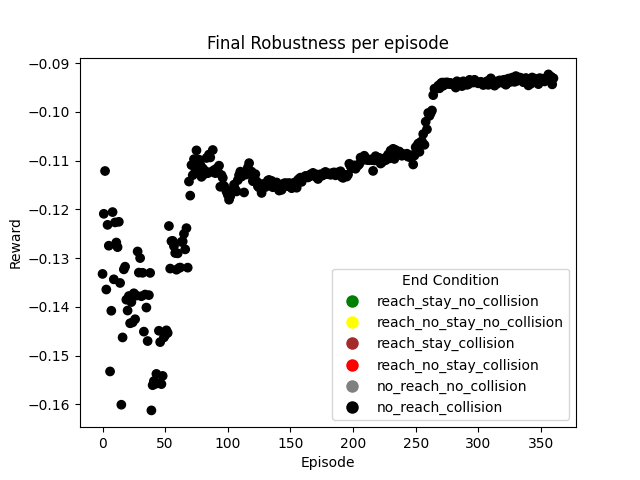 Final Robustness per episode
−0.09
−0.10
−0.11
−0.12
−0.13
−0.14
−0.15
−0.16
Reward
End Condition
reach_stay_no_collision
reach_no_stay_no_collision
reach_stay_collision
reach_no_stay_collision
no_reach_no_collision
no_reach_collision
0 50 100 150 200 250 300 350
Episode